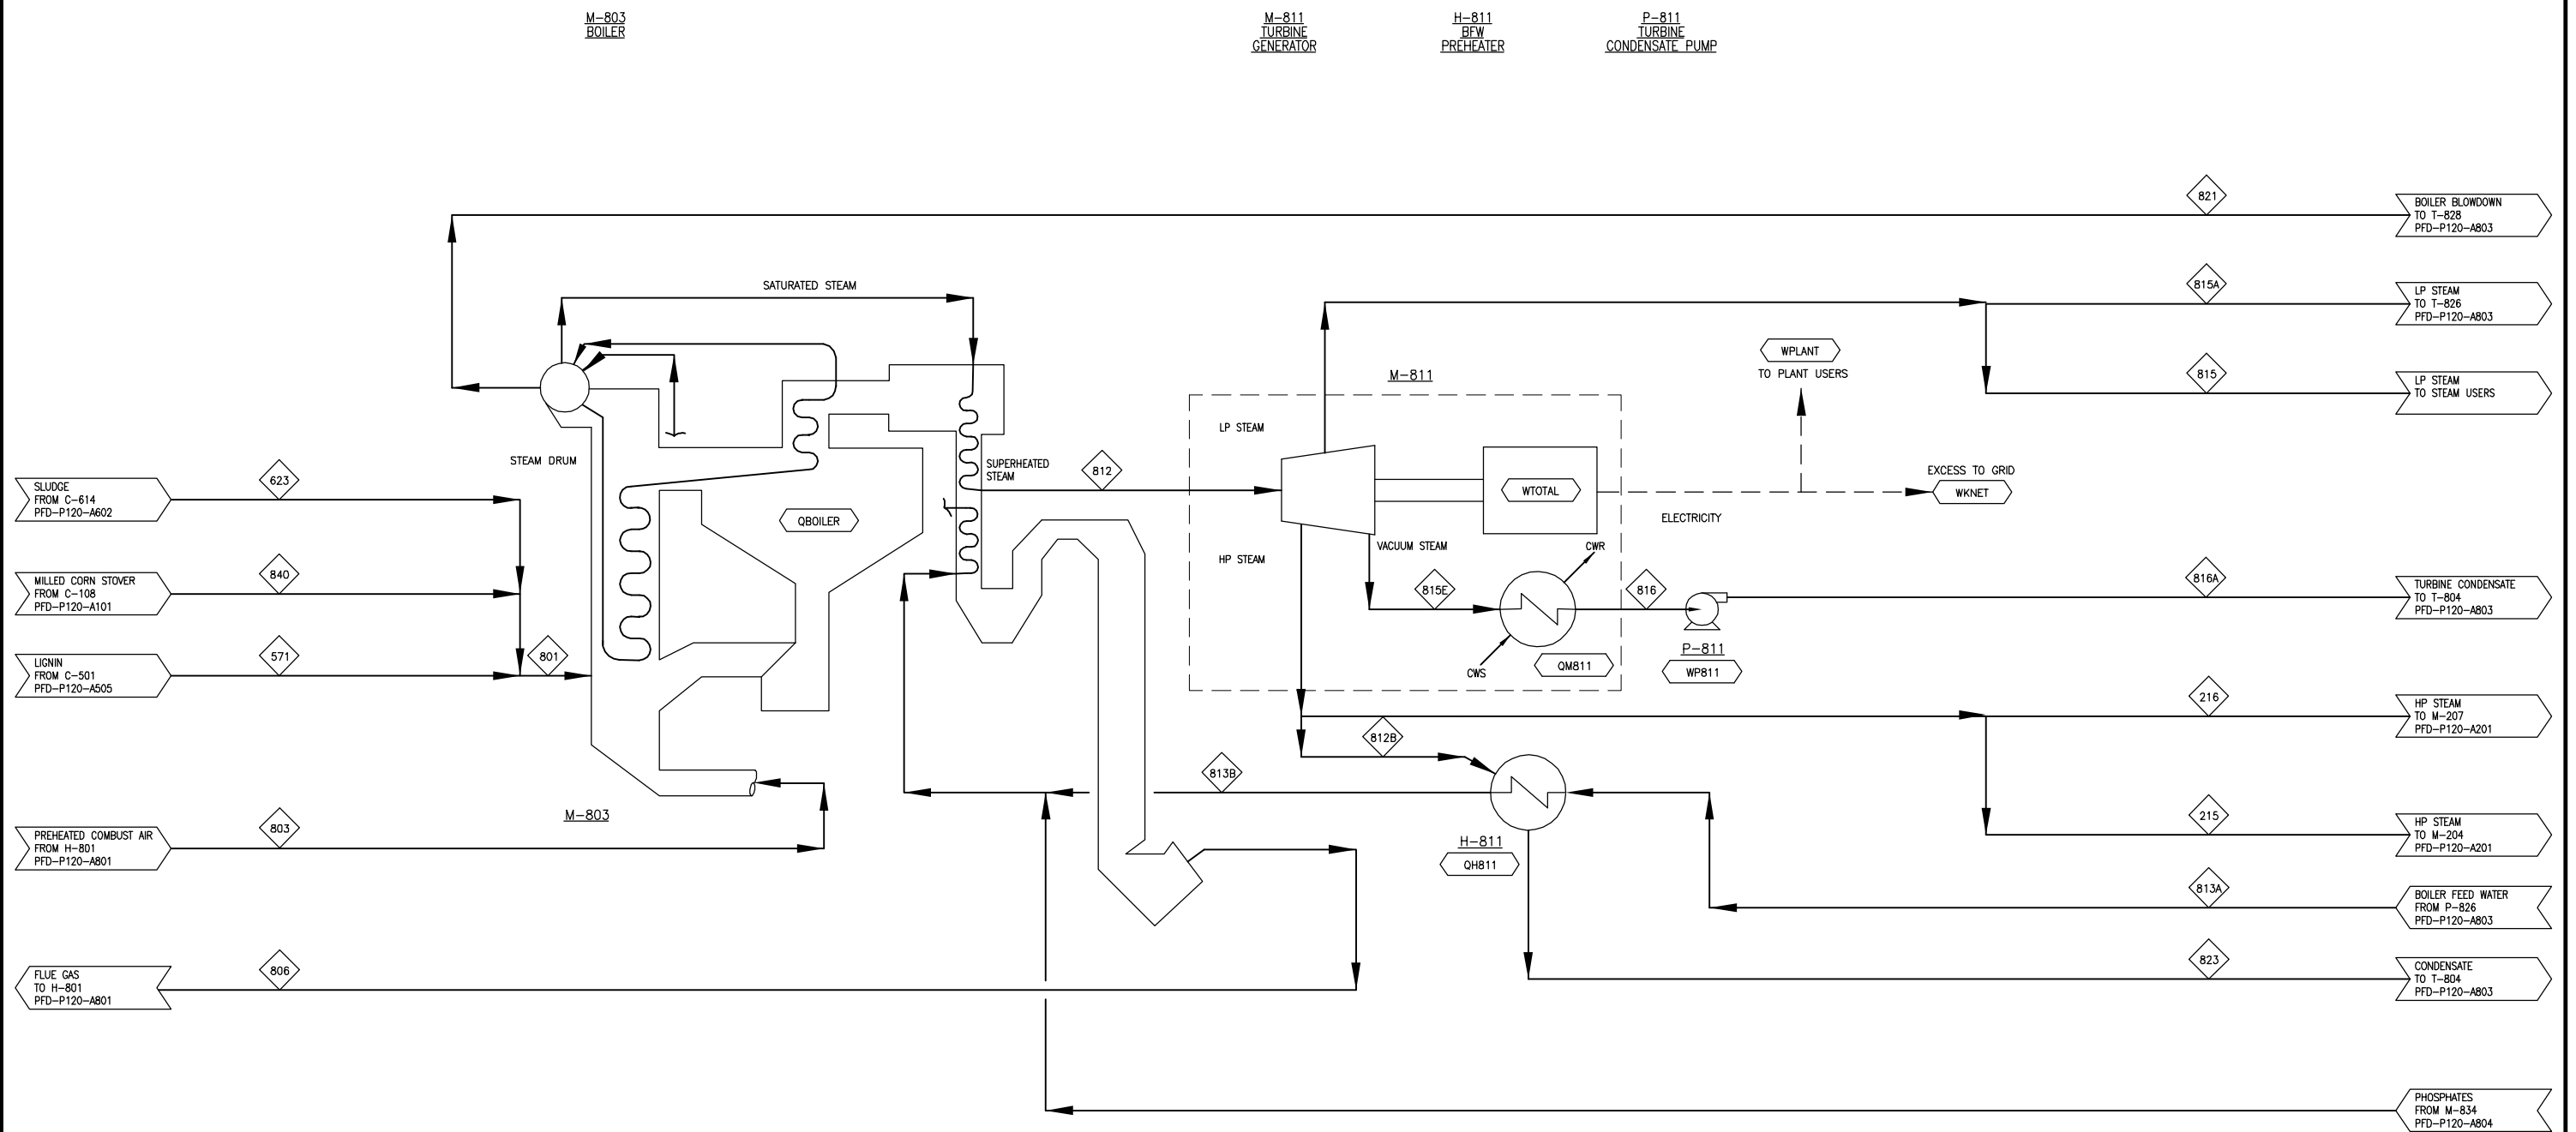 M-803
BOILER
M-811
TURBINE
GENERATOR
H-811
BFW
PREHEATER
P-811
TURBINE
CONDENSATE PUMP
821
BOILER BLOWDOWN
TO T-828
PFD-P120-A803
SATURATED STEAM
815A
LP STEAM
TO T-826
PFD-P120-A803
WPLANT
TO PLANT USERS
815
LP STEAM
TO STEAM USERS
M-811
LP STEAM
STEAM DRUM
SUPERHEATED
STEAM
812
WTOTAL
EXCESS TO GRID
WKNET
ELECTRICITY
623
SLUDGE
FROM C-614
PFD-P120-A602
QBOILER
VACUUM STEAM
HP STEAM
CWR
840
MILLED CORN STOVER
FROM C-108
PFD-P120-A101
815E
816
816A
TURBINE CONDENSATE
TO T-804
PFD-P120-A803
571
LIGNIN
FROM C-501
PFD-P120-A505
801
CWS
QM811
P-811
WP811
216
HP STEAM
TO M-207
PFD-P120-A201
812B
813B
M-803
803
PREHEATED COMBUST AIR
FROM H-801
PFD-P120-A801
H-811
QH811
215
HP STEAM
TO M-204
PFD-P120-A201
813A
BOILER FEED WATER
FROM P-826
PFD-P120-A803
806
FLUE GAS
TO H-801
PFD-P120-A801
823
CONDENSATE
TO T-804
PFD-P120-A803
PHOSPHATES
FROM M-834
PFD-P120-A804